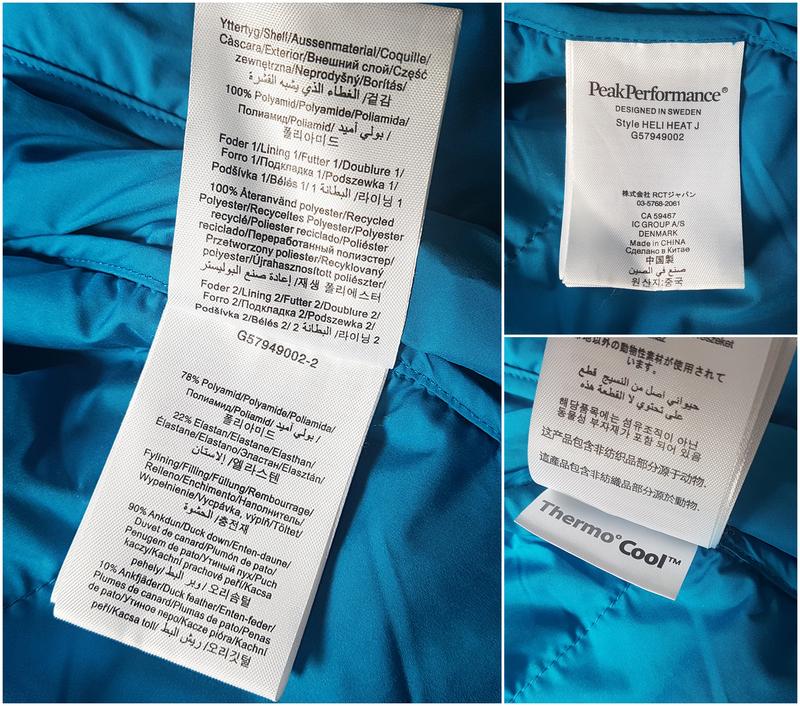 Yttertyg/Shell/Aussenmaterial/Coquille/
Càscara/Exterior/Внешний слой/Część
zewnętrzna/Neprodyšný/Borítás/
الغطاء الذي يشبه القشرة /겉감
100% Polyamid/Polyamide/Poliamida/
Полиамид/Poliamid/ بولي أميد /
폴리아미드
Foder 1/Lining 1/Futter 1/Doublure 1/
Forro 1/Подкладка 1/Podszewka 1/
Podšívka 1/Bélés 1/ البطانة 1 /라이닝 1
100% Återanvänd polyester/Recycled
Polyester/Recyceltes Polyester/Polyester
recyclé/Poliester reciclado/Poliéster
reciclado/Переработанный полиэстер/
Przetworzony poliester/Recyklovaný
polyester/Újrahasznosított poliészter/
إعادة صنع البوليستر /재생 폴리에스터
Foder 2/Lining 2/Futter 2/Doublure 2/
Forro 2/Подкладка 2/Podszewka 2/
Podšívka 2/Bélés 2/ البطانة 2 /라이닝 2
G57949002-2
78% Polyamid/Polyamide/Poliamida/
Полиамид/Poliamid/ بولي أميد /
폴리아미드
22% Elastan/Elastane/Elasthan/
Élastane/Elastano/Эластан/Elasztán/
إلاستان /엘라스텐
Fyllning/Filling/Füllung/Rembourrage/
Relleno/Enchimento/Наполнитель/
Wypełnienie/Vycpávka, výplň/Töltet/
الحشوة /충전재
90% Ankdun/Duck down/Enten-daune/
Duvet de canard/Plumón de pato/
Penugem de pato/Утиный пух/Puch
kaczy/Kachní prachové peří/Kacsa
pehely/ وبر البط /오리솜털
10% Ankfjäder/Duck feather/Enten-feder/
Plumes de canard/Plumas de pato/Penas
de pato/Утиное перо/Kacze pióra/Kachní
peří/Kacsa toll/ ريش البط /오리깃털
PeakPerformance®
DESIGNED IN SWEDEN
Style HELI HEAT J
G57949002
株式会社 RCTジャパン
03-5768-2061
CA 59467
IC GROUP A/S
DENMARK
Made in CHINA
Сделано в Китае
中国製
صنع في الصين
원산지:중국
地以外の動物性素材が使用されて
います。
حيواني أصل من النسيج قطع
على تحتوي لا القطعة هذه
해당품목에는 섬유조직이 아닌
동물성 부자재가 포함 되어 있음
这产品包含非纺织品部分源于动物.
這產品包含非紡織品部分源於動物.
Thermo°Cool™